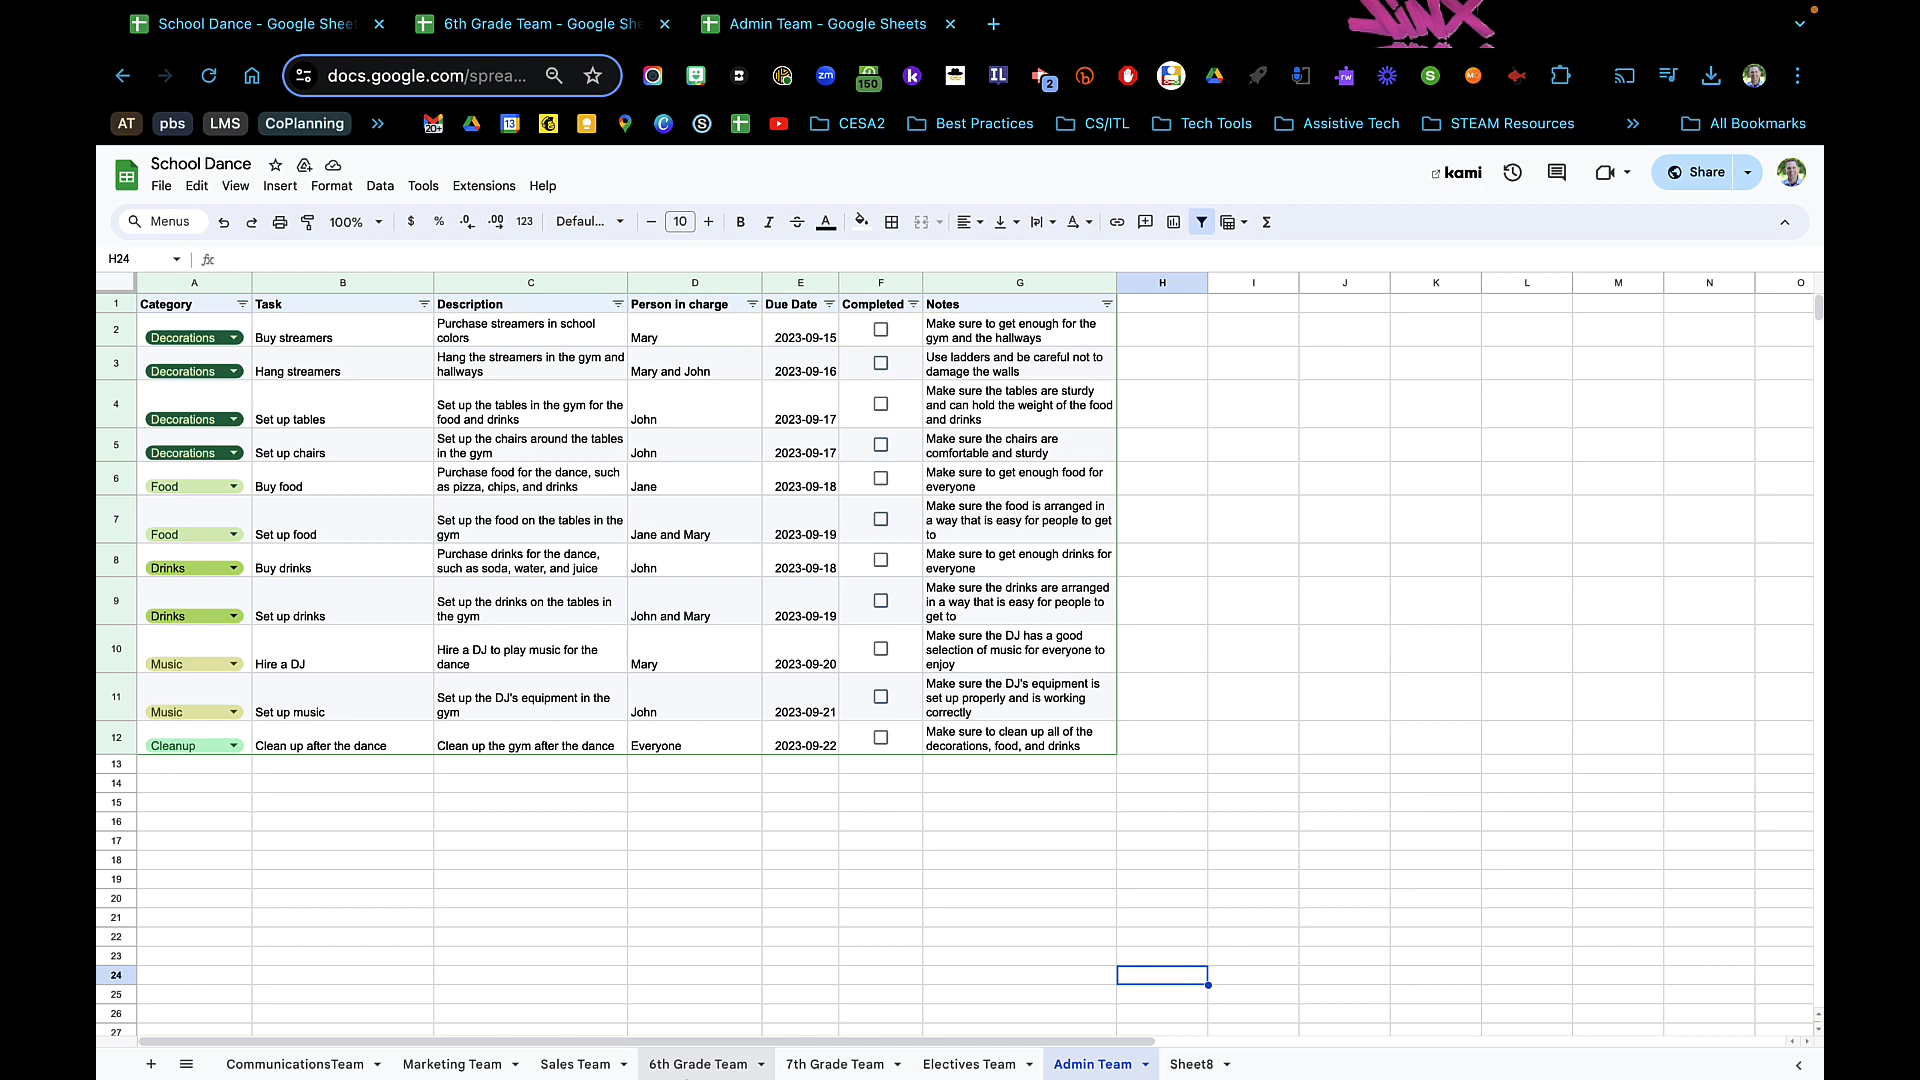 School Dance - Google Sheet
6th Grade Team - Google She
Admin Team - Google Sheets
JINX
docs.google.com/sprea...
zm
150
k
IL
2
rw
S
MO
AT
pbs
LMS
CoPlanning
20+
13
CESA2
Best Practices
CS/ITL
Tech Tools
Assistive Tech
STEAM Resources
All Bookmarks
School Dance
kami
Share
File Edit View Insert Format Data Tools Extensions Help
Menus
100%
$ % .0 .00 123
Defaul...
10
B I A
Σ
H24
fx
A B C D E F G H I J K L M N O
1 Category Task Description Person in charge Due Date Completed Notes
2 Decorations Buy streamers Purchase streamers in school colors Mary 2023-09-15 Make sure to get enough for the gym and the hallways
3 Decorations Hang streamers Hang the streamers in the gym and hallways Mary and John 2023-09-16 Use ladders and be careful not to damage the walls
4 Decorations Set up tables Set up the tables in the gym for the food and drinks John 2023-09-17 Make sure the tables are sturdy and can hold the weight of the food and drinks
5 Decorations Set up chairs Set up the chairs around the tables in the gym John 2023-09-17 Make sure the chairs are comfortable and sturdy
6 Food Buy food Purchase food for the dance, such as pizza, chips, and drinks Jane 2023-09-18 Make sure to get enough food for everyone
7 Food Set up food Set up the food on the tables in the gym Jane and Mary 2023-09-19 Make sure the food is arranged in a way that is easy for people to get to
8 Drinks Buy drinks Purchase drinks for the dance, such as soda, water, and juice John 2023-09-18 Make sure to get enough drinks for everyone
9 Drinks Set up drinks Set up the drinks on the tables in the gym John and Mary 2023-09-19 Make sure the drinks are arranged in a way that is easy for people to get to
10 Music Hire a DJ Hire a DJ to play music for the dance Mary 2023-09-20 Make sure the DJ has a good selection of music for everyone to enjoy
11 Music Set up music Set up the DJ's equipment in the gym John 2023-09-21 Make sure the DJ's equipment is set up properly and is working correctly
12 Cleanup Clean up after the dance Clean up the gym after the dance Everyone 2023-09-22 Make sure to clean up all of the decorations, food, and drinks
13
14
15
16
17
18
19
20
21
22
23
24
25
26
27
CommunicationsTeam Marketing Team Sales Team 6th Grade Team 7th Grade Team Electives Team Admin Team Sheet8